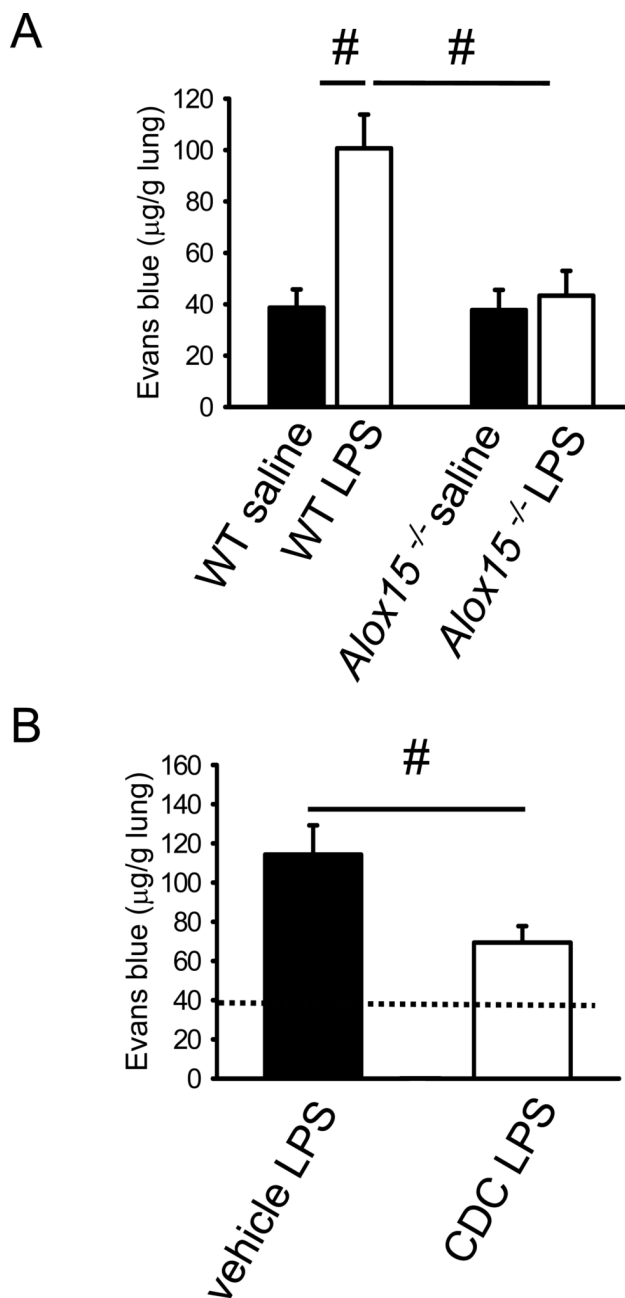 A
# #
Evans blue (μg/g lung)
120
100
80
60
40
20
0
WT saline
WT LPS
Alox15 -/- saline
Alox15 -/- LPS
B
#
Evans blue (μg/g lung)
160
140
120
100
80
60
40
20
0
vehicle LPS
CDC LPS